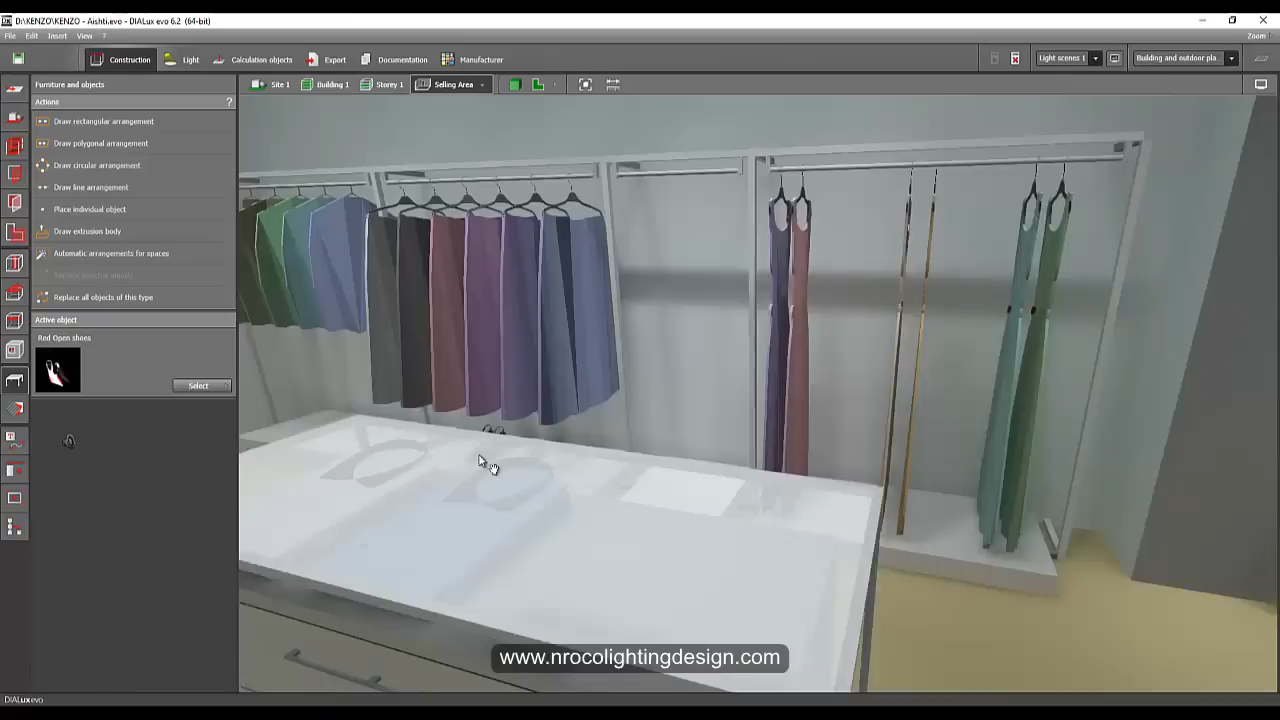 D:\KENZO\KENZO - Aishti.evo - DIALux evo 6.2 (64-bit)
File Edit Insert View ?
Zoom
Construction Light Calculation objects Export Documentation Manufacturer
Light scenes 1
Building and outdoor pla
Furniture and objects
Site 1 Building 1 Storey 1 Selling Area
Actions ?
Draw rectangular arrangement
Draw polygonal arrangement
Draw circular arrangement
Draw line arrangement
Place individual object
Draw extrusion body
Automatic arrangements for spaces
Replace selected objects
Replace all objects of this type
Active object
Red Open shoes
Select
www.nrocolightingdesign.com
DIALux evo